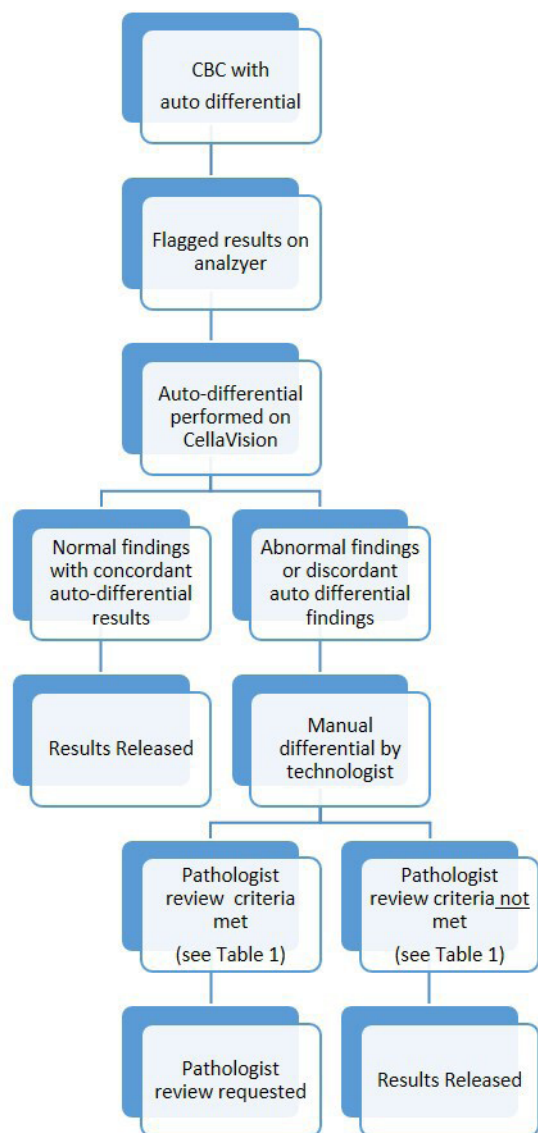 CBC with
auto differential
Flagged results on
analzyer
Auto-differential
performed on
CellaVision
Normal findings
with concordant
auto-differential
results
Abnormal findings
or discordant
auto differential
findings
Results Released
Manual
differential by
technologist
Pathologist
review criteria
met
(see Table 1)
Pathologist
review criteria not
met
(see Table 1)
Pathologist
review requested
Results Released